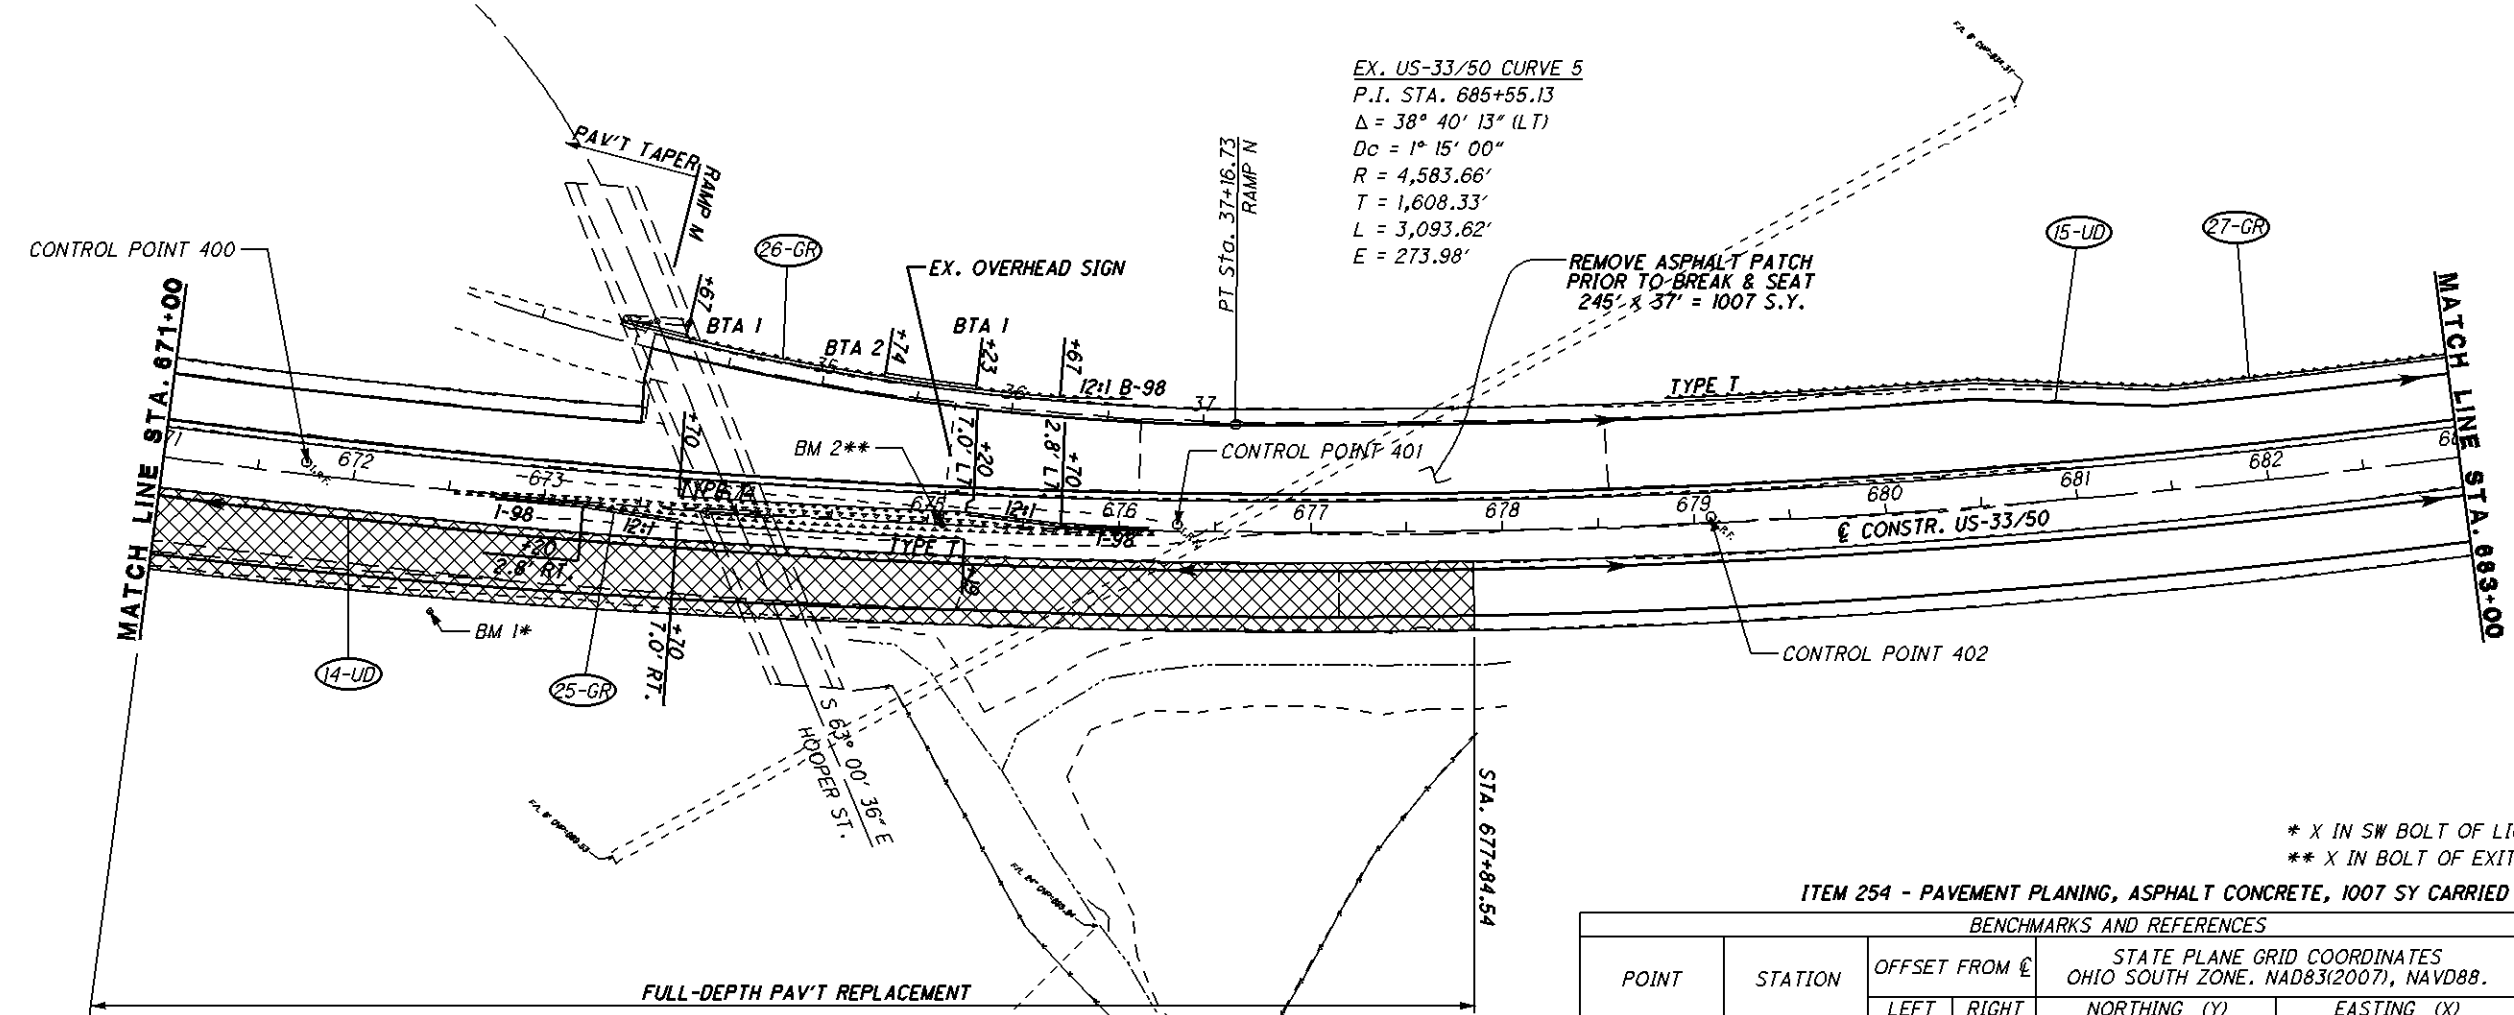 EX. US-33/50 CURVE 5
P.I. STA. 685+55.13
Δ = 38° 40' 13" (LT)
Dc = 1° 15' 00"
R = 4,583.66'
T = 1,608.33'
L = 3,093.62'
E = 273.98'
PAV'T TAPER
RAMP M
CONTROL POINT 400
26-GR
EX. OVERHEAD SIGN
PT Sta. 37+16.73
RAMP N
REMOVE ASPHALT PATCH
PRIOR TO BREAK & SEAT
245' x 37' = 1007 S.Y.
15-UD
27-GR
MATCH LINE STA. 671+00
MATCH LINE STA. 683+00
+67
BTA 1
BTA 2
+74
BTA 1
+23
+67
12:1 B-98
TYPE T
35
36
37
71
672
673
675
676
677
678
679
680
681
682
+70
BM 2**
7.0' LT.
+20
2.8' LT.
+70
CONTROL POINT 401
TYPE T
1-98
12:1
12:1
1-98
TYPE T
+20
2.8' RT.
+19
℄ CONSTR. US-33/50
BM 1*
14-UD
25-GR
+70
7.0' RT.
CONTROL POINT 402
S 63° 00' 36" E
HOOPER ST.
STA. 677+84.54
FULL-DEPTH PAV'T REPLACEMENT
* X IN SW BOLT OF
** X IN BOLT OF EXIT
ITEM 254 - PAVEMENT PLANING, ASPHALT CONCRETE, 1007 SY CARRIED
BENCHMARKS AND REFERENCES
POINT
STATION
OFFSET FROM ℄
STATE PLANE GRID COORDINATES
OHIO SOUTH ZONE. NAD83(2007), NAVD88.
LEFT
RIGHT
NORTHING (Y)
EASTING (X)